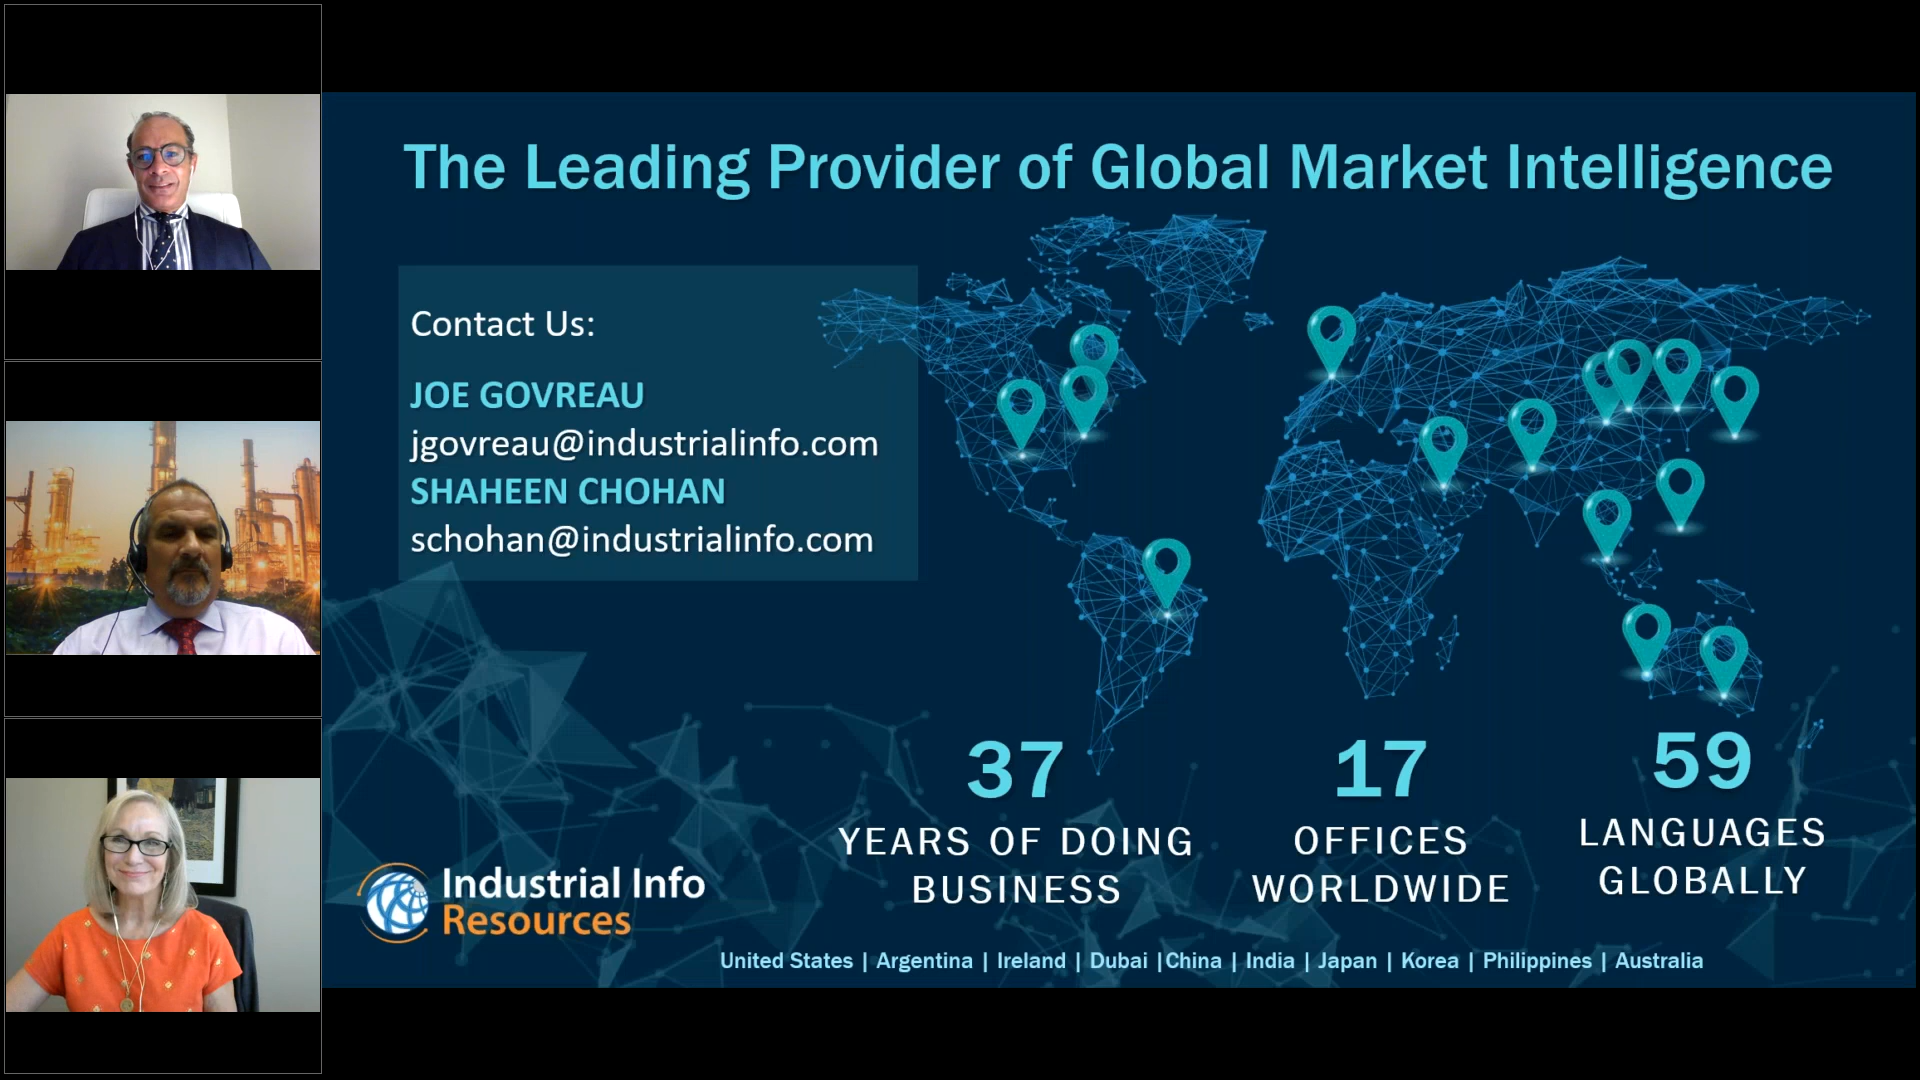 The Leading Provider of Global Market Intelligence
Contact Us:
JOE GOVREAU
jgovreau@industrialinfo.com
SHAHEEN CHOHAN
schohan@industrialinfo.com
37
YEARS OF DOING
BUSINESS
17
OFFICES
WORLDWIDE
59
LANGUAGES
GLOBALLY
Industrial Info
Resources
United States | Argentina | Ireland | Dubai |China | India | Japan | Korea | Philippines | Australia